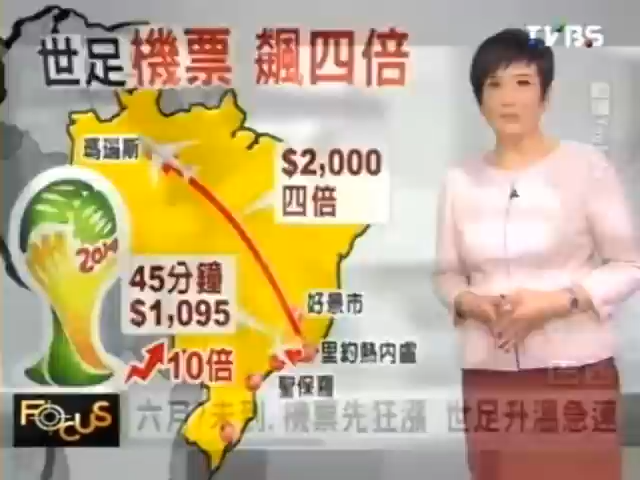 世足機票 飆四倍
TVBS
瑪瑙斯
$2,000
四倍
2014
45分鐘
$1,095
10倍
好景市
里約熱內盧
聖保羅
FOCUS
六月未到.機票先狂漲 世足升溫急速